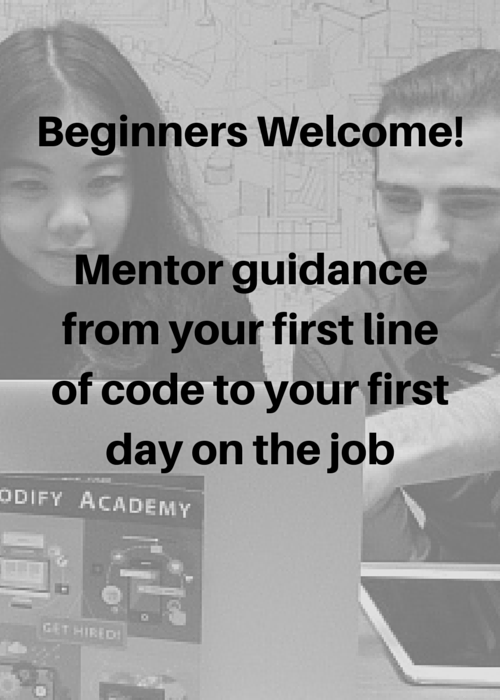 Beginners Welcome!
Mentor guidance
from your first line
of code to your first
day on the job
ODIFY ACADEMY
GET HIRED!